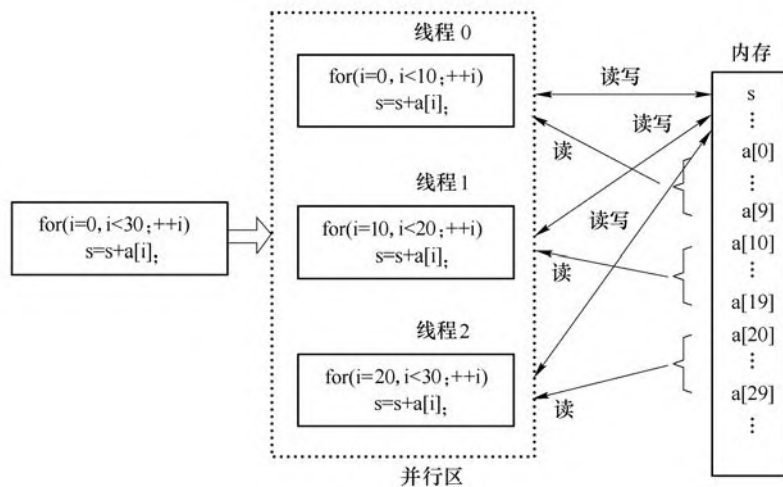 线程 0
for(i=0, i<10;++i)
s=s+a[i];
线程1
for(i=10, i<20;++i)
s=s+a[i];
线程2
for(i=20, i<30;++i)
s=s+a[i];
并行区
for(i=0, i<30;++i)
s=s+a[i];
读写
读写
读
读写
读
读
内存
s
⋮
a[0]
⋮
a[9]
a[10]
⋮
a[19]
a[20]
⋮
a[29]
⋮